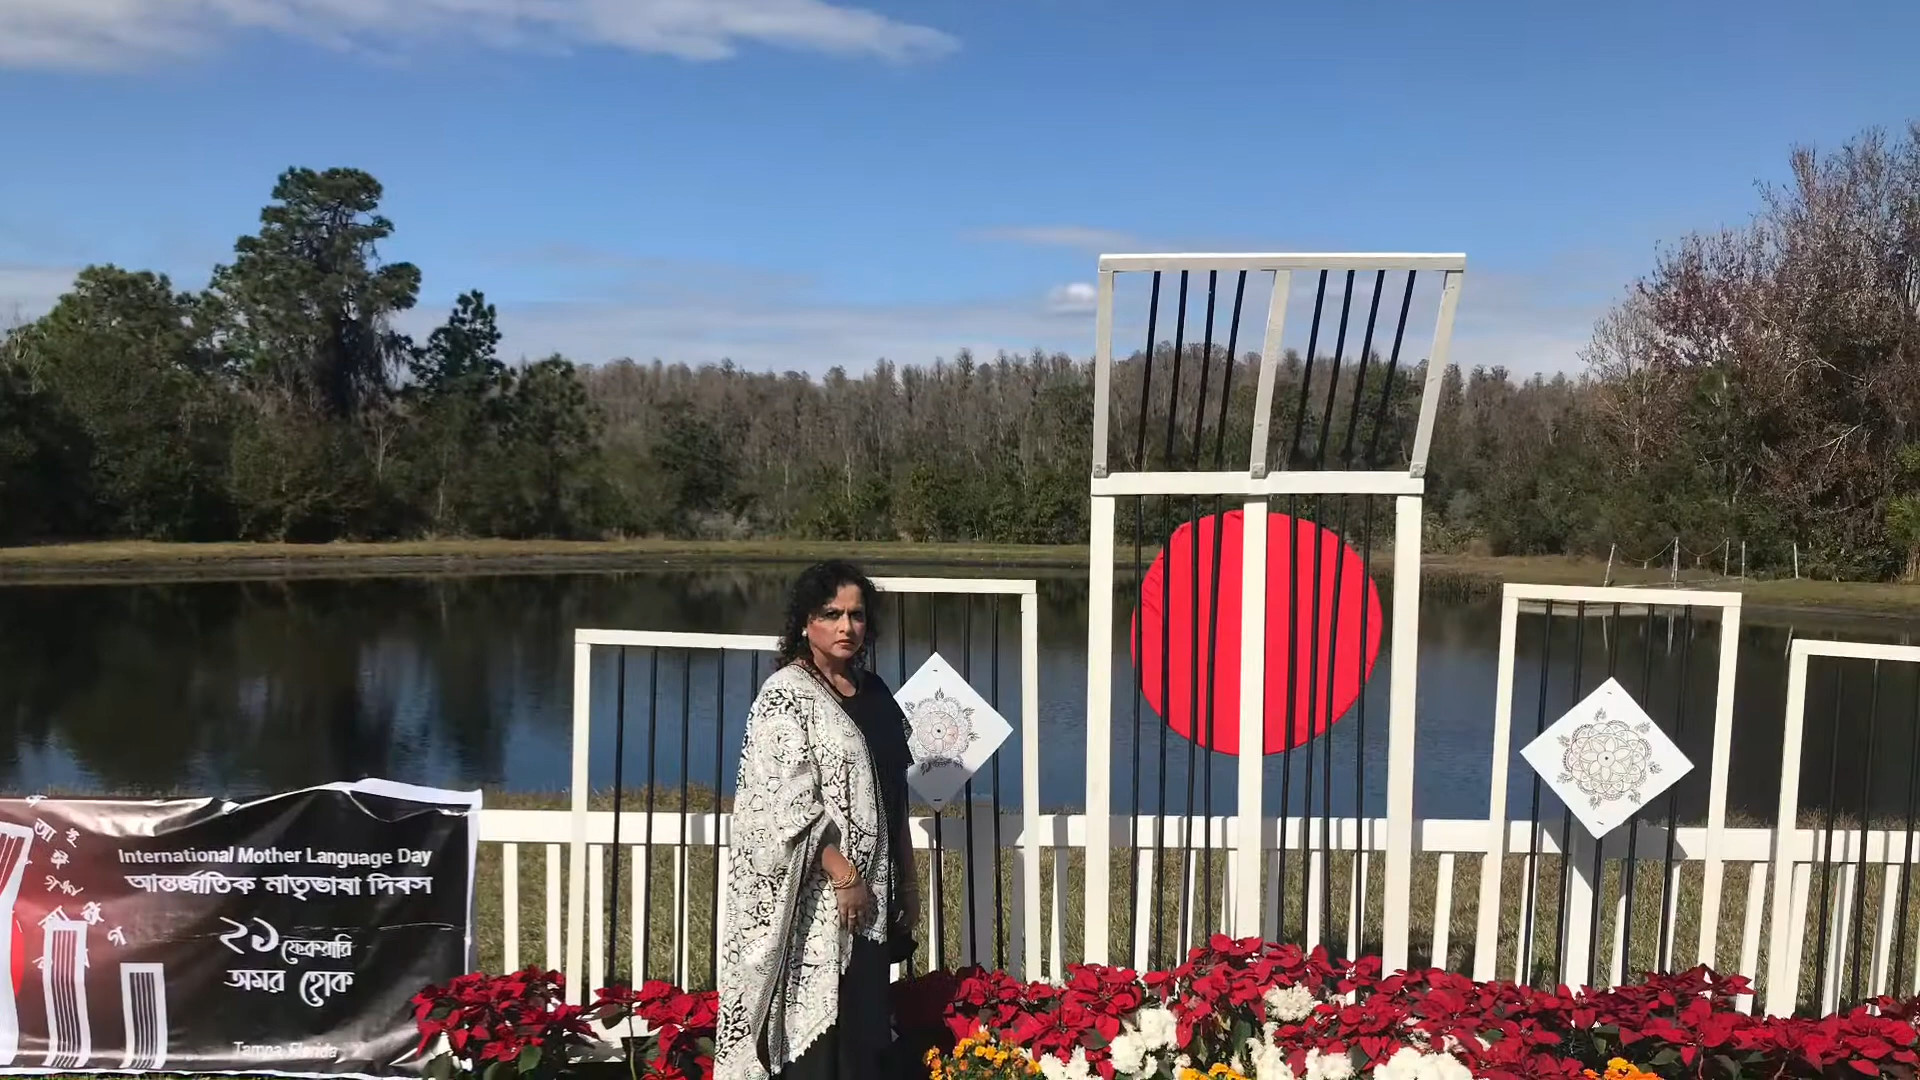 International Mother Language Day
আন্তর্জাতিক মাতৃভাষা দিবস
২১ ফেব্রুয়ারি
অমর হোক
Tampa, Florida